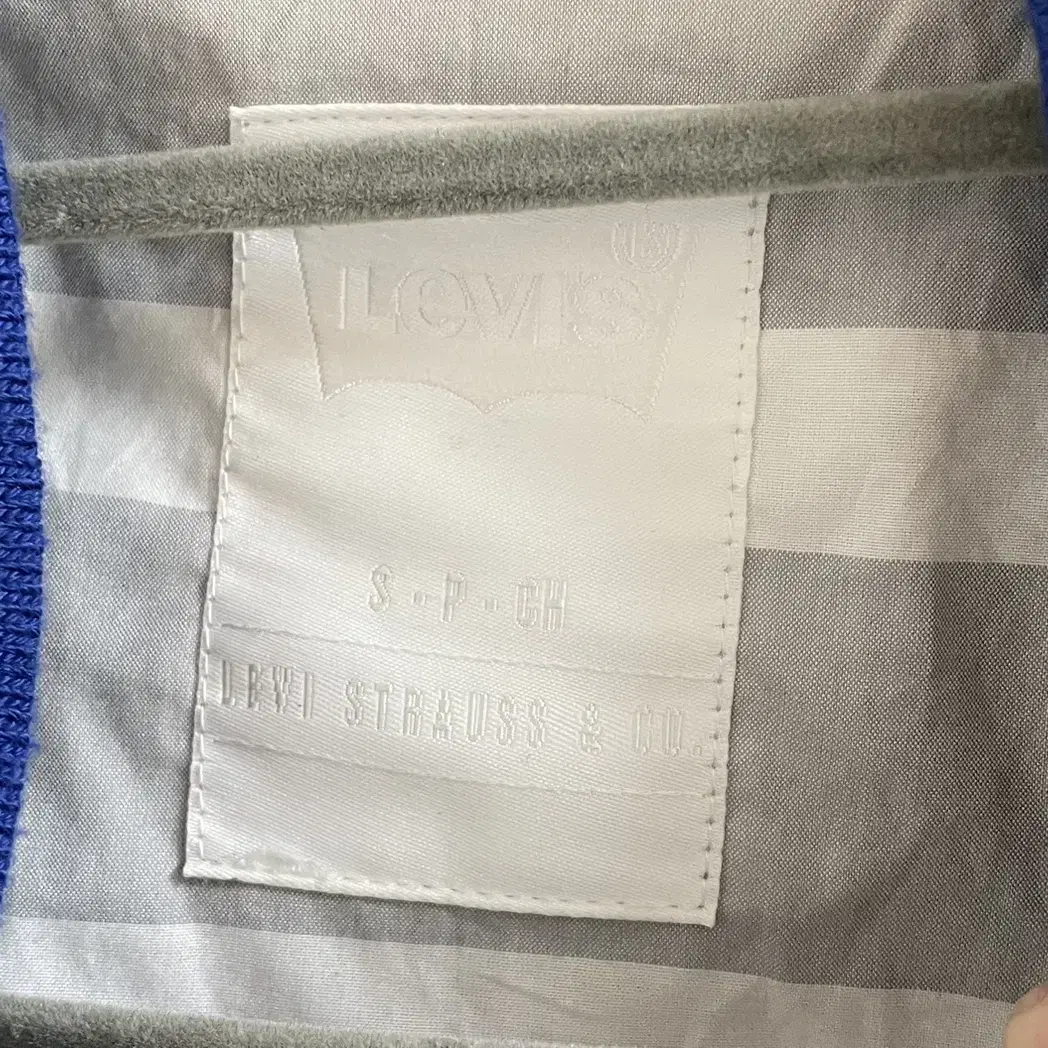 Levi's
®
S-P-CH
LEVI STRAUSS & CO.